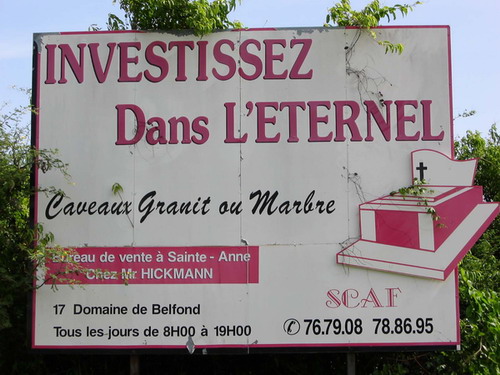 INVESTISSEZ
Dans L'ETERNEL
Caveaux Granit ou Marbre
Bureau de vente à Sainte - Anne
Chez Mr HICKMANN
17 Domaine de Belfond
Tous les jours de 8H00 à 19H00
SCAF
✆ 76.79.08 78.86.95